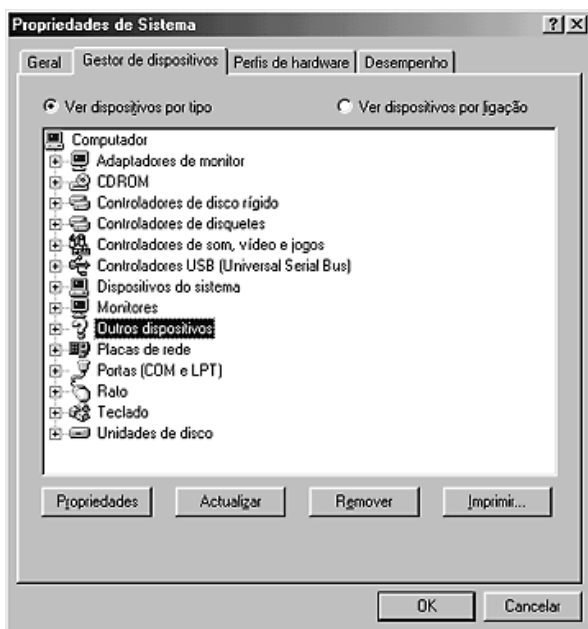 Propriedades de Sistema
Geral Gestor de dispositivos Perfis de hardware Desempenho
Ver dispositivos por tipo Ver dispositivos por ligação
Computador
Adaptadores de monitor
CDROM
Controladores de disco rígido
Controladores de disquetes
Controladores de som, vídeo e jogos
Controladores USB (Universal Serial Bus)
Dispositivos do sistema
Monitores
Outros dispositivos
Placas de rede
Portas (COM e LPT)
Rato
Teclado
Unidades de disco
Propriedades Actualizar Remover Imprimir...
OK Cancelar